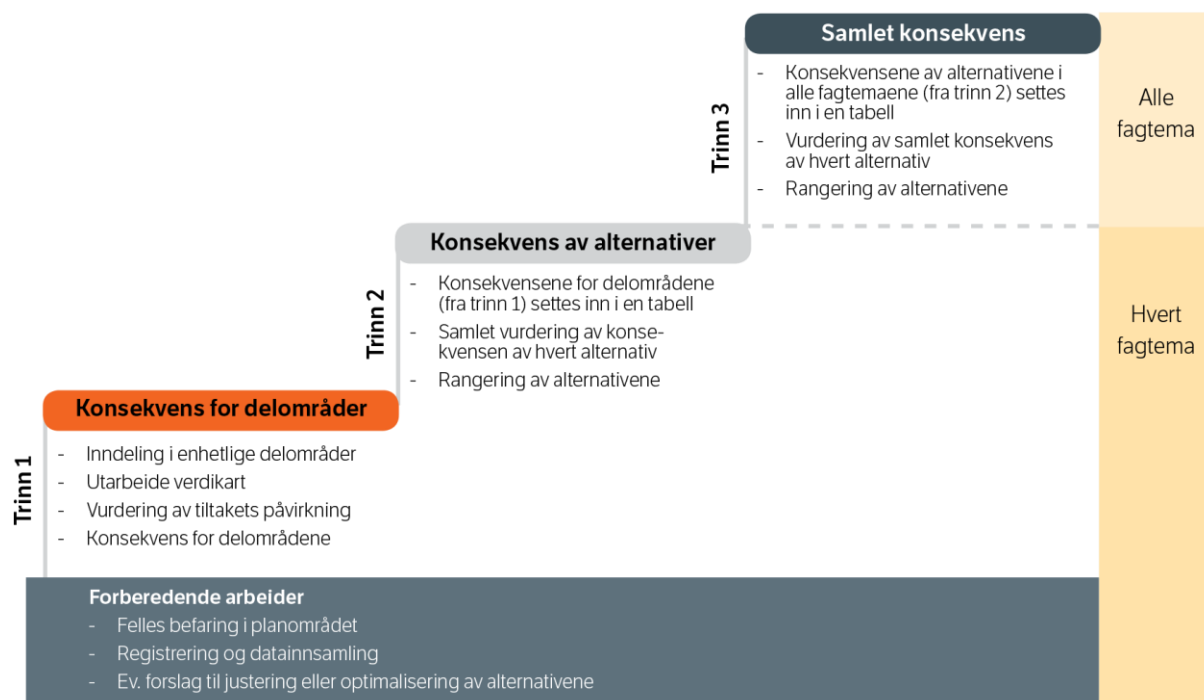 Samlet konsekvens
- Konsekvensene av alternativene i
alle fagtemaene (fra trinn 2) settes
inn i en tabell
- Vurdering av samlet konsekvens
av hvert alternativ
- Rangering av alternativene
Trinn 3
Alle
fagtema
Konsekvens av alternativer
- Konsekvensene for delområdene
(fra trinn 1) settes inn i en tabell
- Samlet vurdering av konse-
kvensen av hvert alternativ
- Rangering av alternativene
Trinn 2
Hvert
fagtema
Konsekvens for delområder
- Inndeling i enhetlige delområder
- Utarbeide verdikart
- Vurdering av tiltakets påvirkning
- Konsekvens for delområdene
Trinn 1
Forberedende arbeider
- Felles befaring i planområdet
- Registrering og datainnsamling
- Ev. forslag til justering eller optimalisering av alternativene